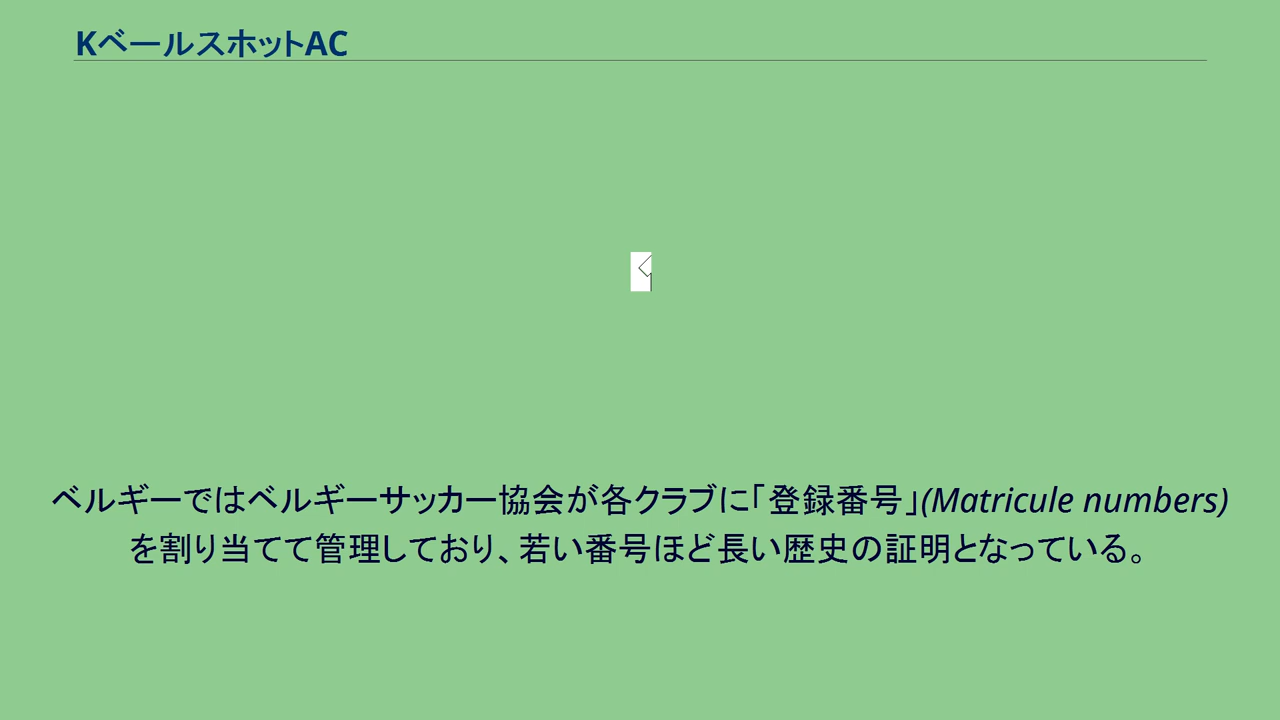 KベールスホットAC
ベルギーではベルギーサッカー協会が各クラブに「登録番号」(Matricule numbers)
を割り当てて管理しており、若い番号ほど長い歴史の証明となっている。